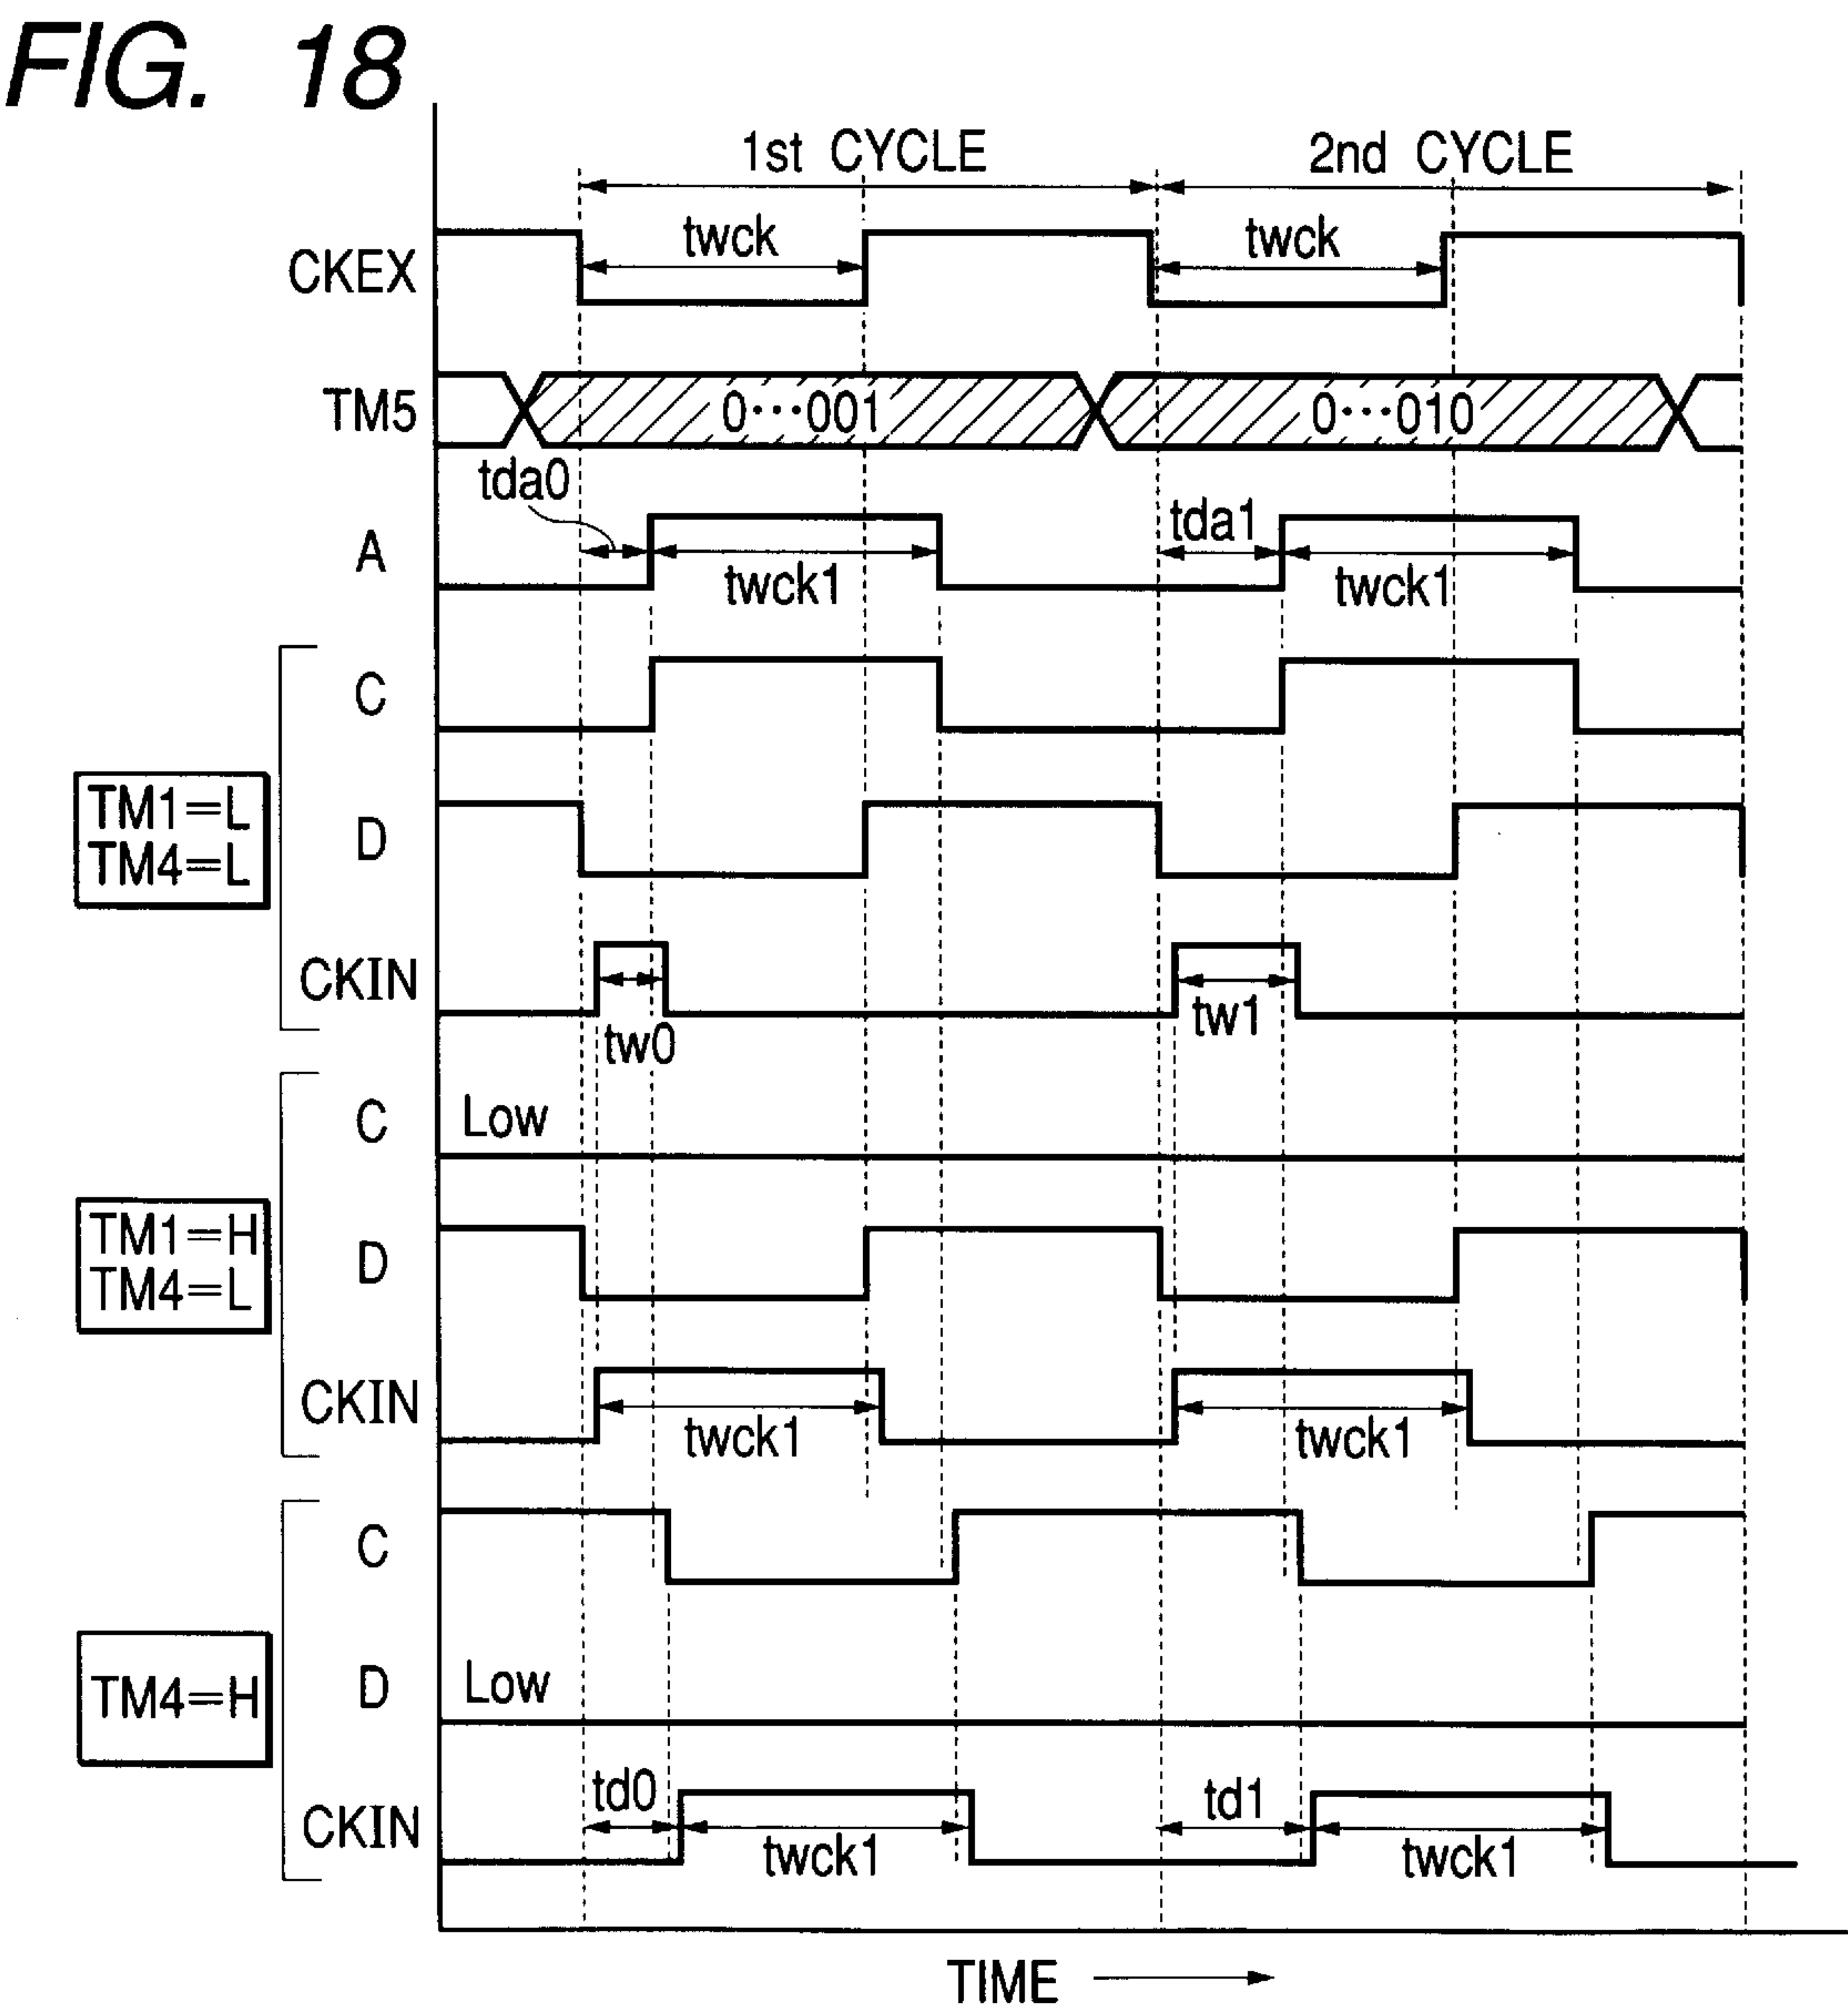 FIG. 18
1st CYCLE
2nd CYCLE
CKEX
twck
twck
TM5
0···001
0···010
tda0
A
twck1
tda1
twck1
TM1=L
TM4=L
C
D
CKIN
tw0
tw1
TM1=H
TM4=L
C
Low
D
CKIN
twck1
twck1
TM4=H
C
D
Low
CKIN
td0
twck1
td1
twck1
TIME